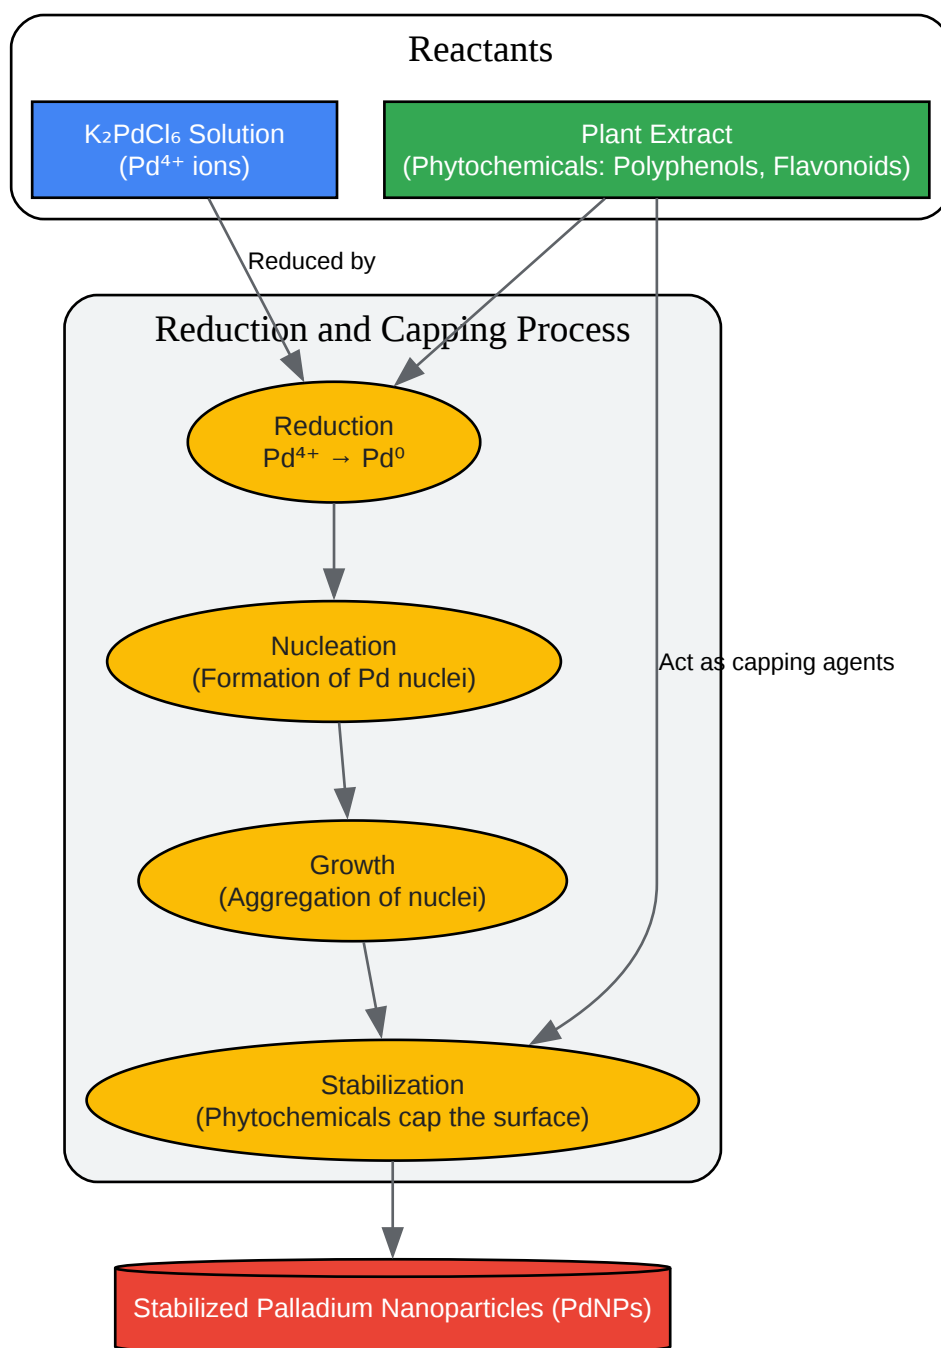 Reactants
K₂PdCl₆ Solution
(Pd⁴⁺ ions)
Plant Extract
(Phytochemicals: Polyphenols, Flavonoids)
Reduced by
Reduction and Capping Process
Reduction
Pd⁴⁺ → Pd⁰
Nucleation
(Formation of Pd nuclei)
Act as capping agents
Growth
(Aggregation of nuclei)
Stabilization
(Phytochemicals cap the surface)
Stabilized Palladium Nanoparticles (PdNPs)